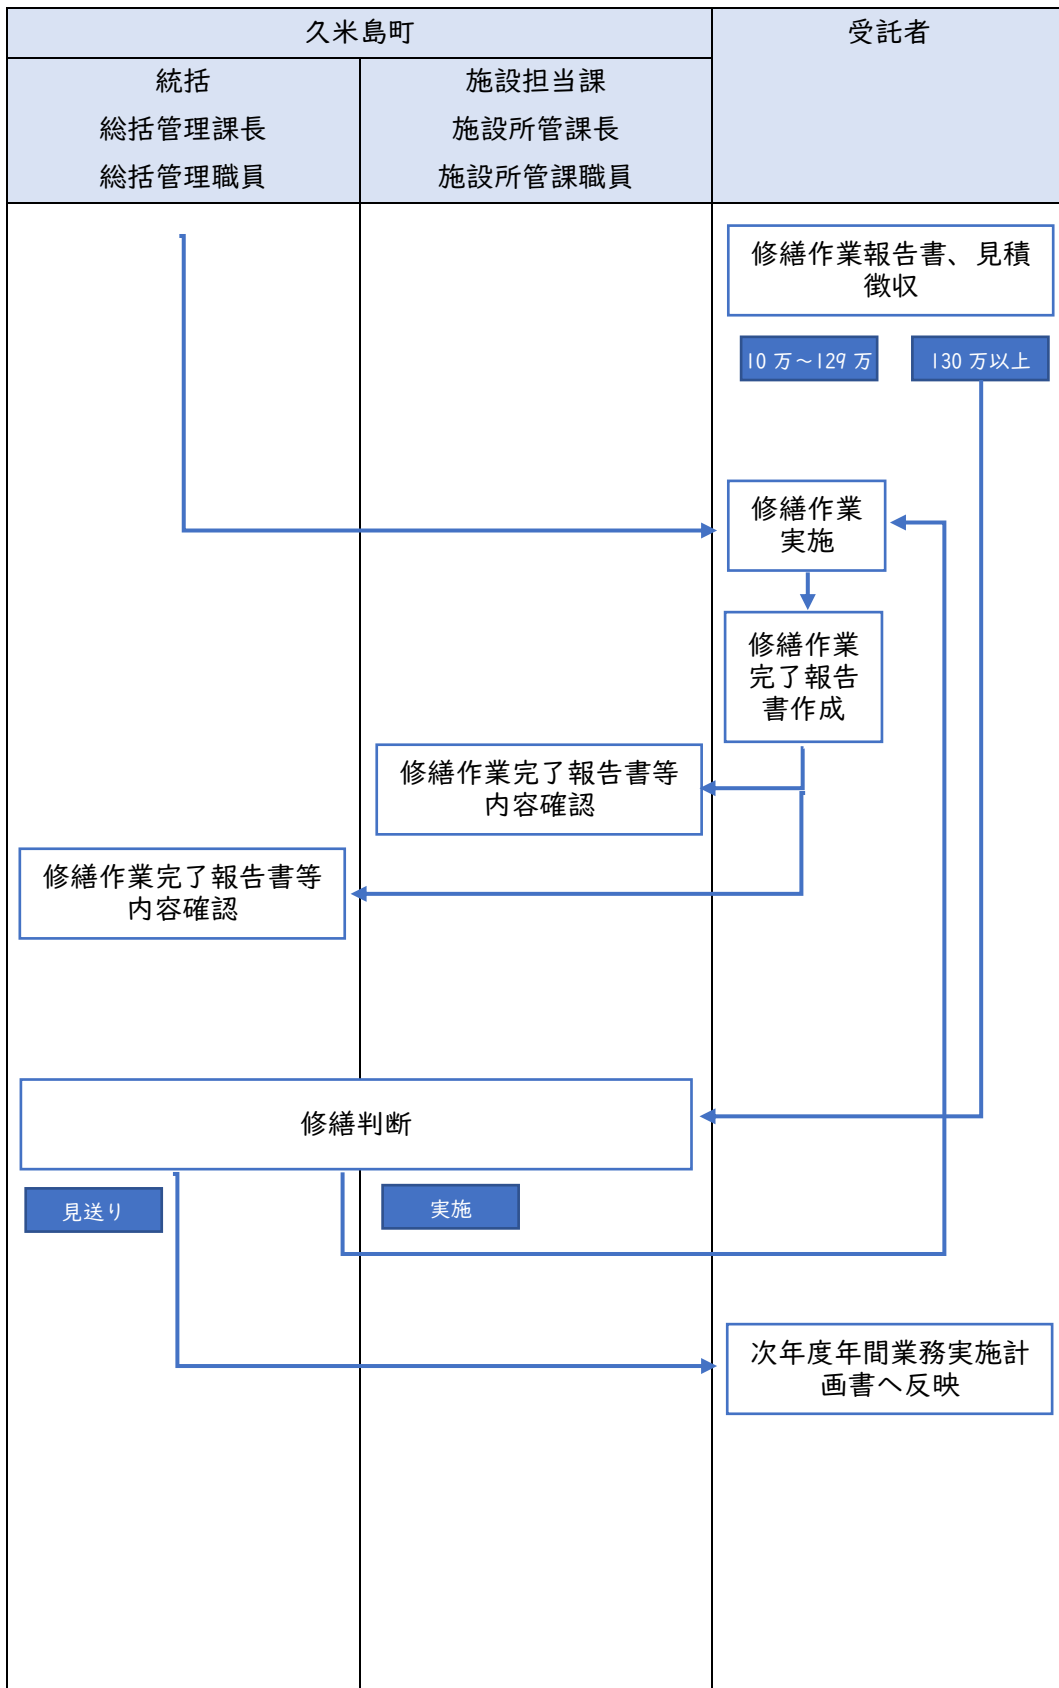 久米島町
受託者
統括
総括管理課長
総括管理職員
施設担当課
施設所管課長
施設所管課職員
修繕作業報告書、見積
徴収
10 万～129 万
130 万以上
修繕作業
実施
修繕作業
完了報告
書作成
修繕作業完了報告書等
内容確認
修繕作業完了報告書等
内容確認
修繕判断
見送り
実施
次年度年間業務実施計
画書へ反映